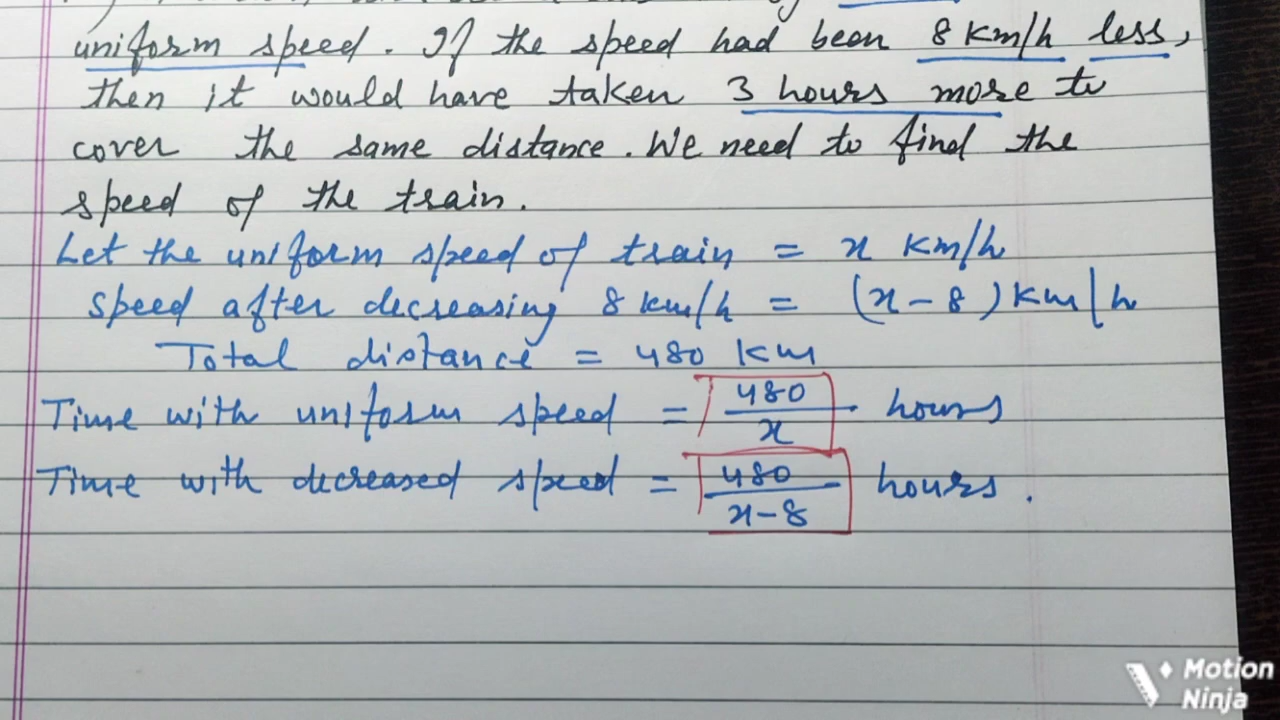 uniform speed. If the speed had been 8 km/h less,
then it would have taken 3 hours more to
cover the same distance. We need to find the
speed of the train.
Let the uniform speed of train = x km/h
speed after decreasing 8 km/h = (x-8) km/h
Total distance = 480 km
Time with uniform speed = 480/x hours
Time with decreased speed = 480/x-8 hours.
Motion
Ninja